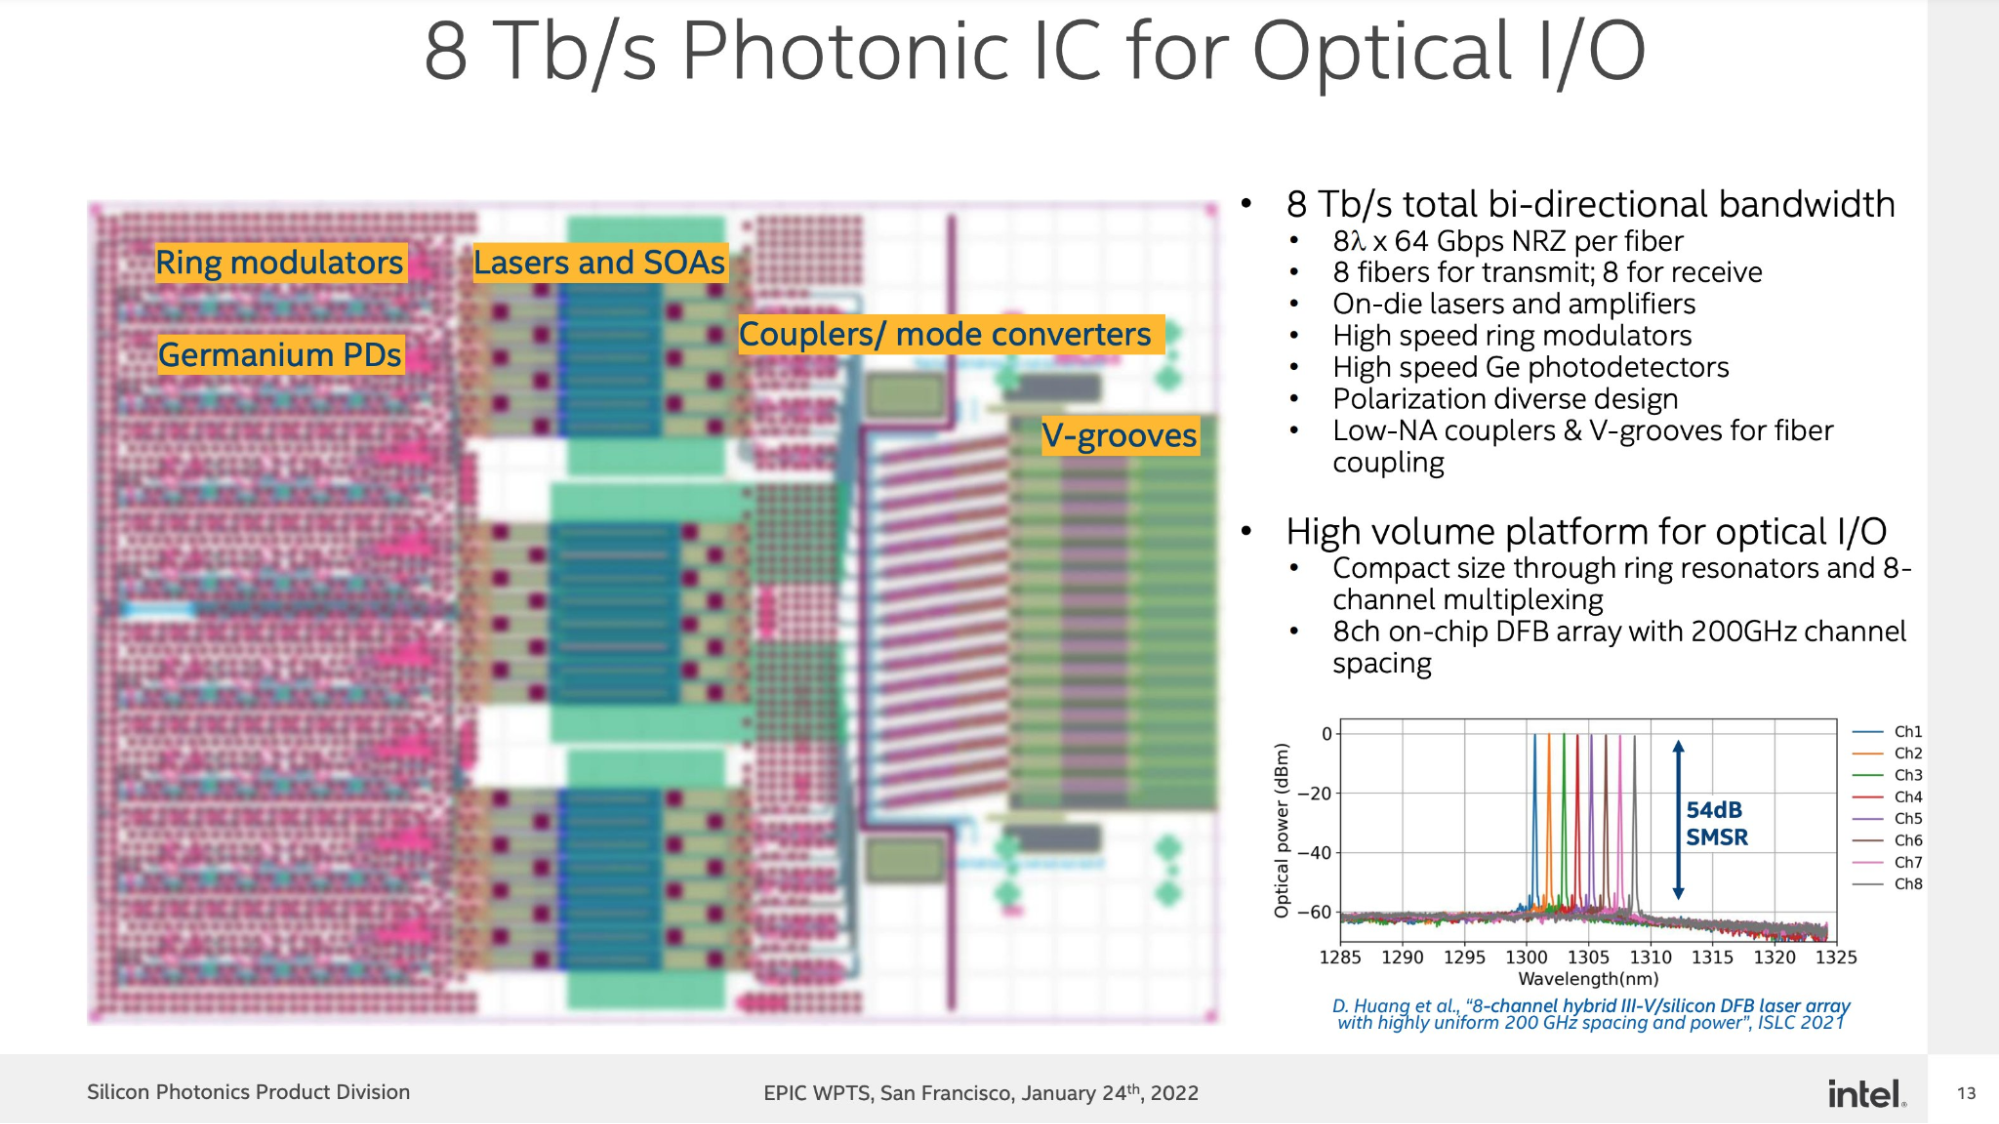 8 Tb/s Photonic IC for Optical I/O
Ring modulators
Lasers and SOAs
Couplers/ mode converters
Germanium PDs
V-grooves
• 8 Tb/s total bi-directional bandwidth
• 8λ x 64 Gbps NRZ per fiber
• 8 fibers for transmit; 8 for receive
• On-die lasers and amplifiers
• High speed ring modulators
• High speed Ge photodetectors
• Polarization diverse design
• Low-NA couplers & V-grooves for fiber
coupling
• High volume platform for optical I/O
• Compact size through ring resonators and 8-
channel multiplexing
• 8ch on-chip DFB array with 200GHz channel
spacing
Optical power (dBm)
0
−20
−40
−60
54dB
SMSR
Ch1
Ch2
Ch3
Ch4
Ch5
Ch6
Ch7
Ch8
1285 1290 1295 1300 1305 1310 1315 1320 1325
Wavelength(nm)
D. Huang et al., “8-channel hybrid III-V/silicon DFB laser array
with highly uniform 200 GHz spacing and power”, ISLC 2021
Silicon Photonics Product Division
EPIC WPTS, San Francisco, January 24th, 2022
intel.
13